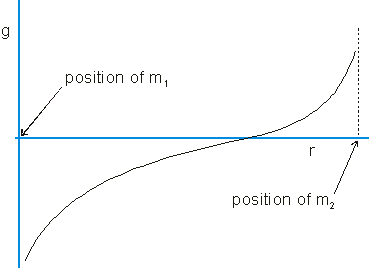 g
position of m₁
r
position of m₂